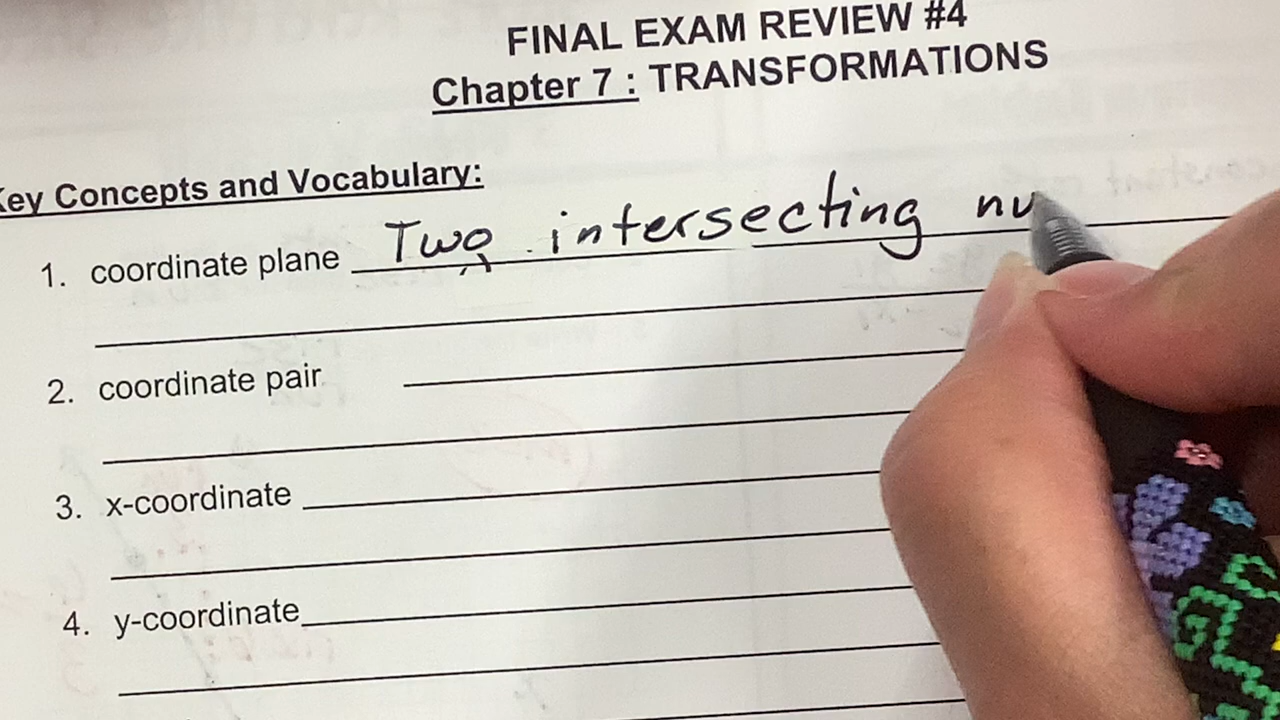 FINAL EXAM REVIEW #4
Chapter 7 : TRANSFORMATIONS
Key Concepts and Vocabulary:
1. coordinate plane Two intersecting nu
2. coordinate pair
3. x-coordinate
4. y-coordinate